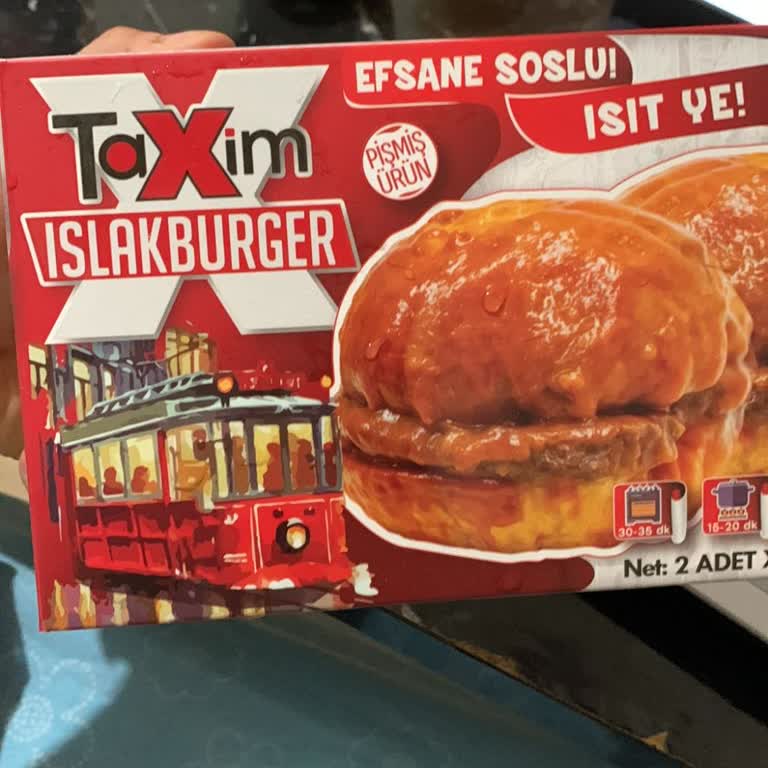 TaXim
ISLAKBURGER
EFSANE SOSLU!
ISIT YE!
PİŞMİŞ
ÜRÜN
30-35 dk
15-20 dk
Net: 2 ADET